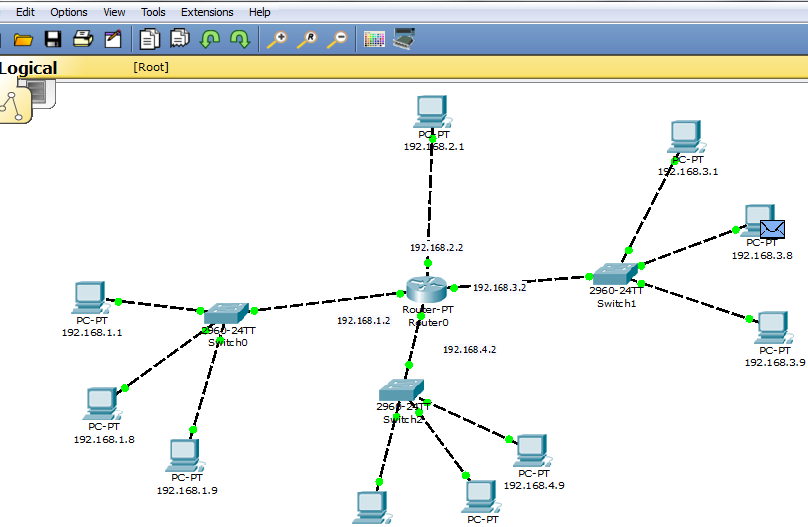 Edit Options View Tools Extensions Help
Logical [Root]
PC-PT
192.168.2.1
PC-PT
192.168.3.1
PC-PT
192.168.3.8
192.168.2.2
192.168.3.2
2960-24TT
Switch1
Router-PT
Router0
PC-PT
192.168.1.1
2960-24TT
Switch0
192.168.1.2
192.168.4.2
PC-PT
192.168.3.9
2960-24TT
Switch2
PC-PT
192.168.1.8
PC-PT
192.168.1.9
PC-PT
192.168.4.9
PC-PT